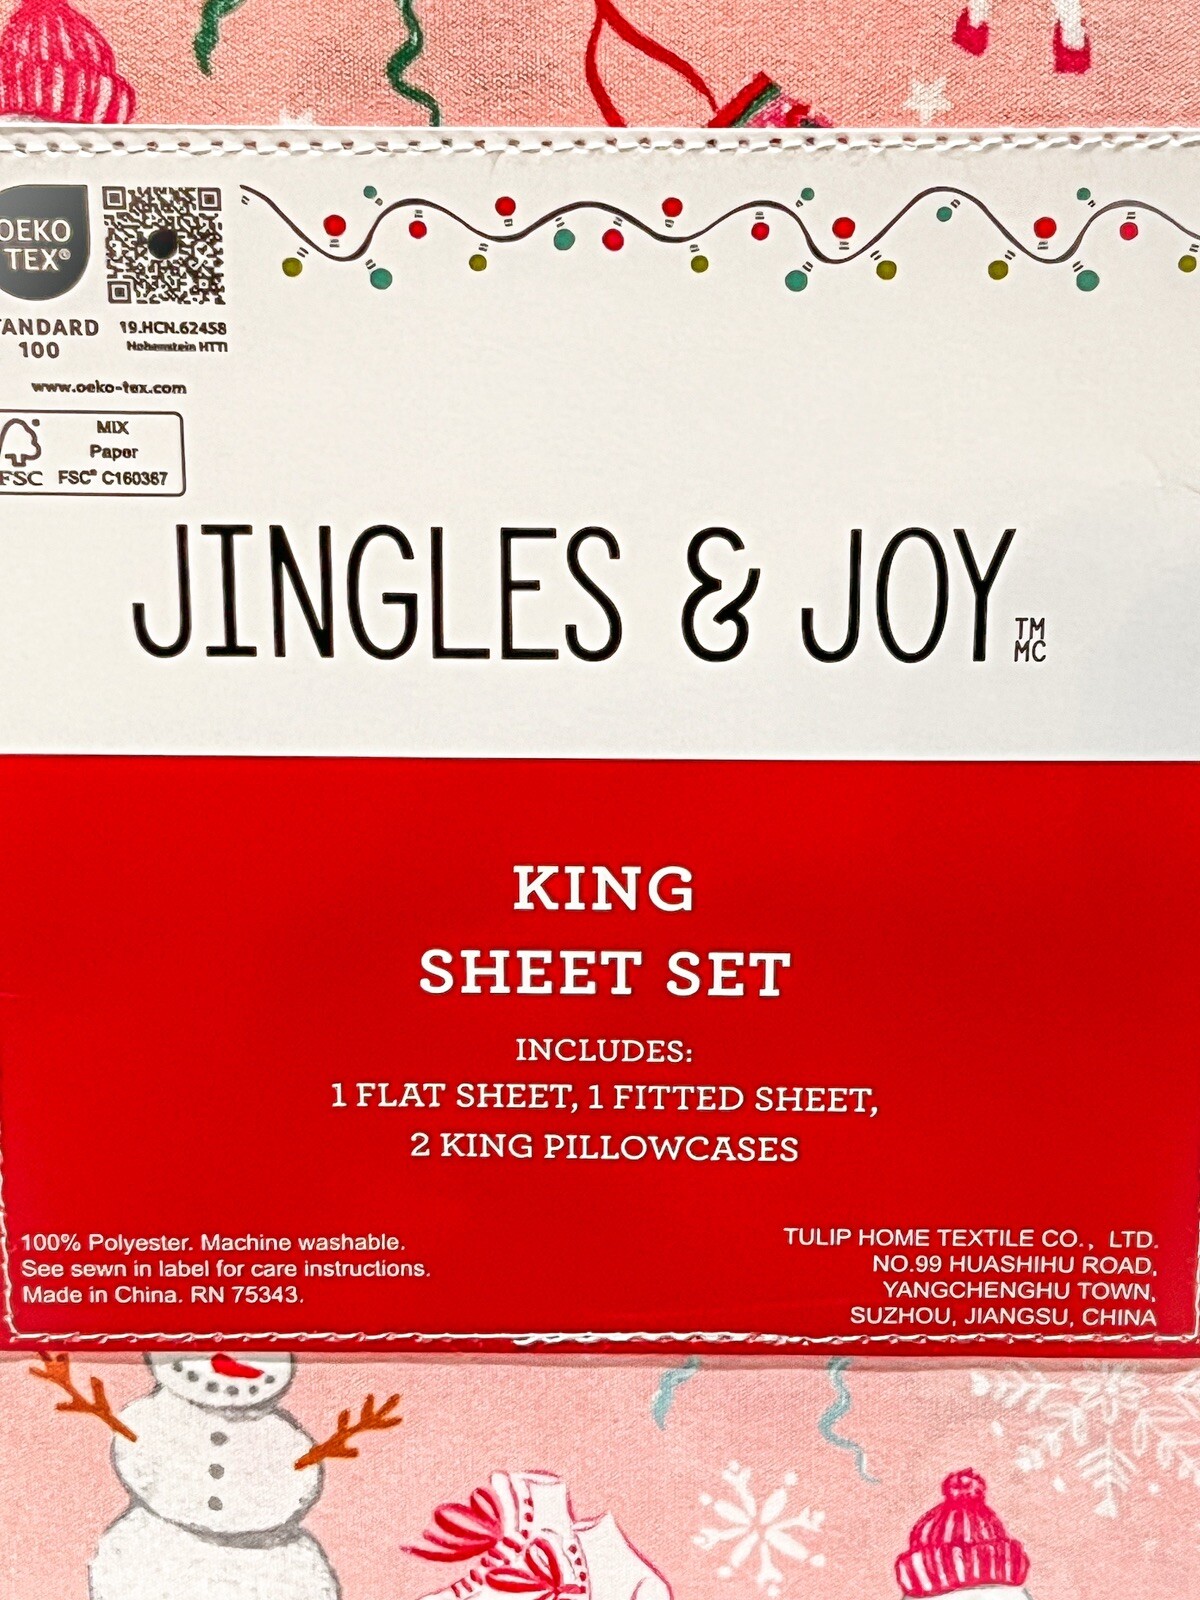 OEKO
TEX®
TANDARD
100
19.HCN.62458
Hohenstein HTTI
www.oeko-tex.com
MIX
Paper
FSC
FSC® C160367
JINGLES & JOY
TM
MC
KING
SHEET SET
INCLUDES:
1 FLAT SHEET, 1 FITTED SHEET,
2 KING PILLOWCASES
100% Polyester. Machine washable.
See sewn in label for care instructions.
Made in China. RN 75343.
TULIP HOME TEXTILE CO., LTD.
NO.99 HUASHIHU ROAD,
YANGCHENGHU TOWN,
SUZHOU, JIANGSU, CHINA